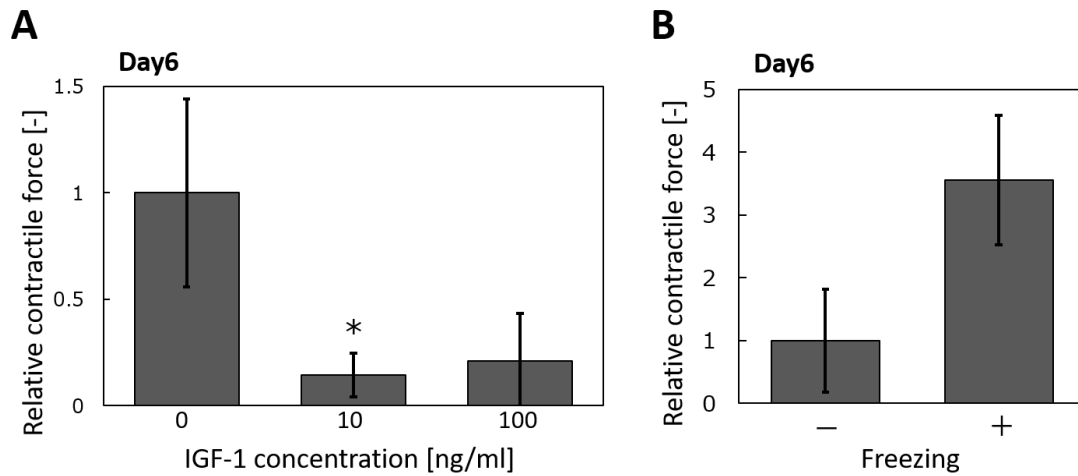 A
Day6
Relative contractile force [-]
1.5
1
0.5
0
*
0 10 100
IGF-1 concentration [ng/ml]
B
Day6
Relative contractile force [-]
5
4
3
2
1
0
− +
Freezing